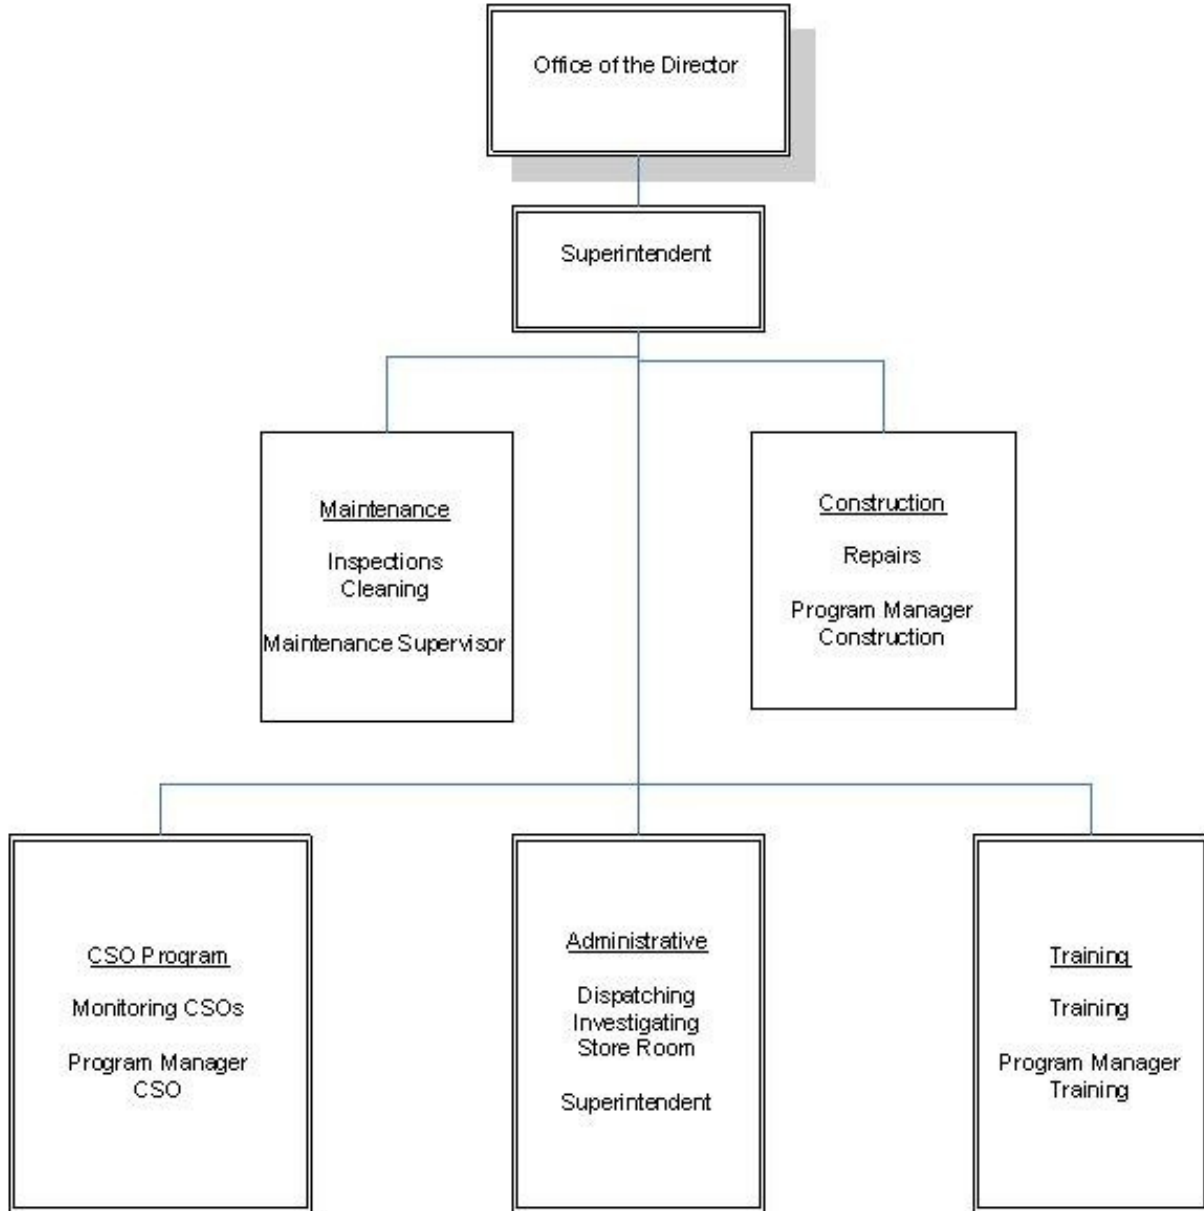 Office of the Director
Superintendent
Maintenance
Inspections
Cleaning
Maintenance Supervisor
Construction
Repairs
Program Manager
Construction
CSO Program
Monitoring CSOs
Program Manager
CSO
Administrative
Dispatching
Investigating
Store Room
Superintendent
Training
Training
Program Manager
Training